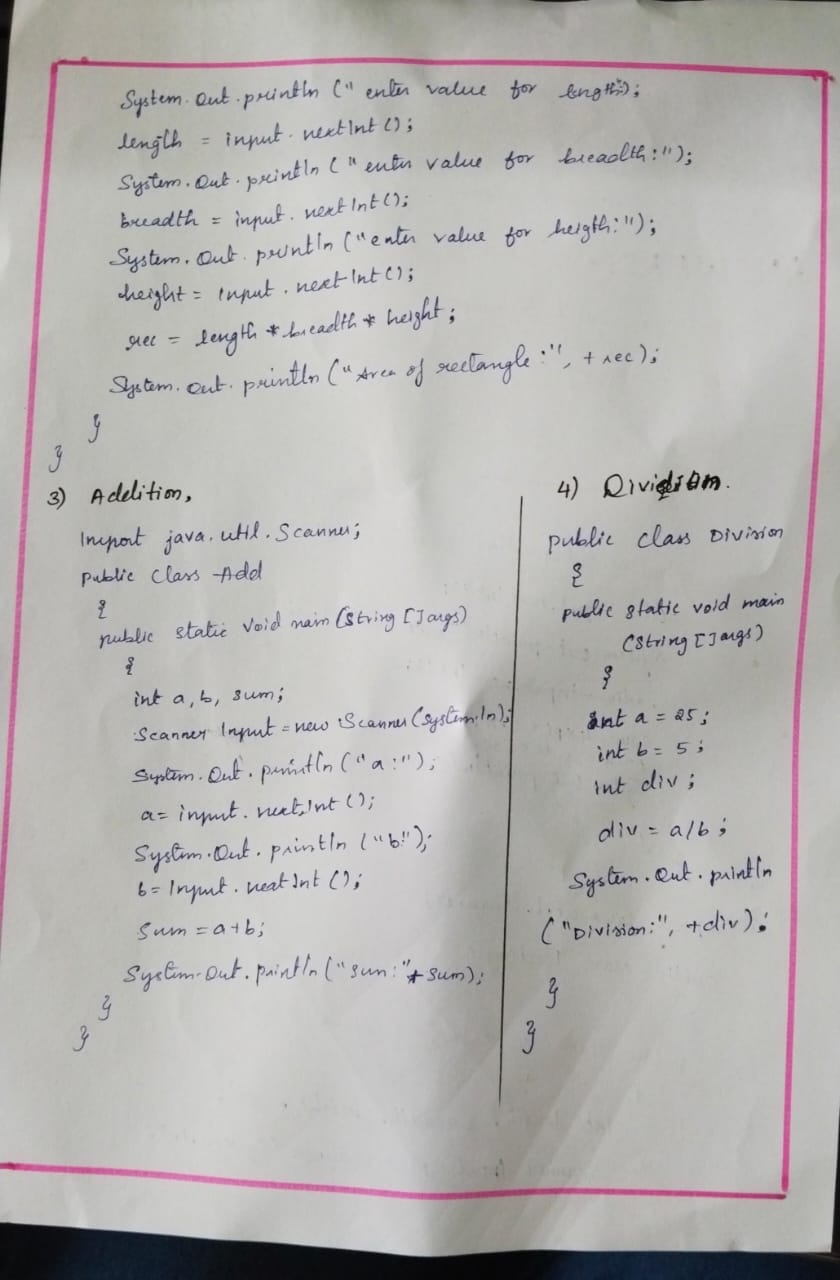 System.Out.println (" enter value for length:");
length = input.nextInt ();
System.Out.println (" enter value for breadth:");
breadth = input.nextInt ();
System.Out.println ("enter value for heigth:");
height = Input.nextInt ();
rec = length * breadth * height;
System.out.println ("Area of rectangle:", + rec);
}
}
3) Addition,
Import java.util.Scanner;
public class Add
{
public static void main (String []args)
{
int a, b, sum;
Scanner Input = new Scanner (System.In);
System.Out.println ("a:");
a = input.nextInt ();
System.Out.println ("b:");
b = Input.nextInt ();
Sum = a+b;
System.Out.println ("sun:" + Sum);
}
}
4) Division.
public class Division
{
public static void main
(String []args)
{
int a = 25;
int b = 5;
int div;
div = a/b;
System.Out.println
("Division:", +div);
}
}